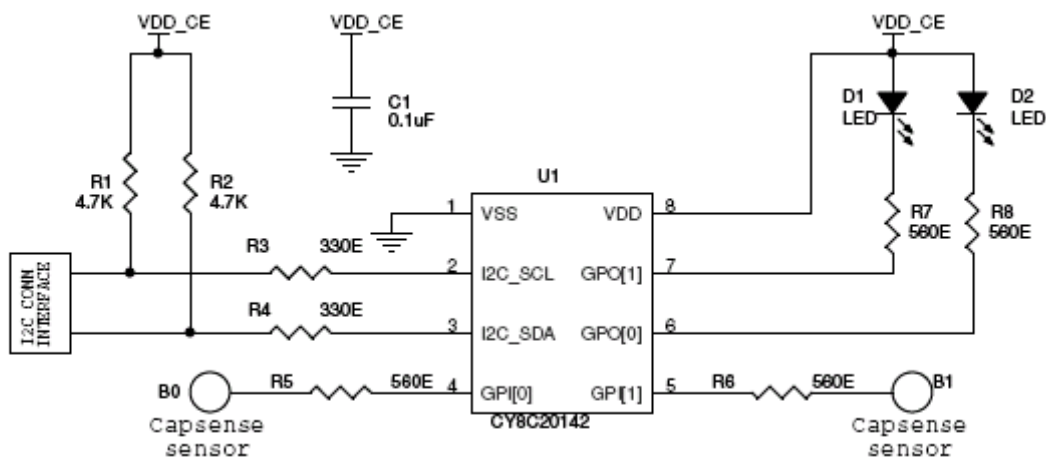 VDD_CE
VDD_CE
VDD_CE
C1
0.1uF
D1
LED
D2
LED
R1
4.7K
R2
4.7K
U1
1
VSS
VDD
8
R7
560E
R8
560E
I2C CONN
INTERFACE
R3
330E
2
I2C_SCL
GPO[1]
7
R4
330E
3
I2C_SDA
GPO[0]
6
B0
R5
560E
4
GPI[0]
GPI[1]
5
R6
560E
B1
CY8C20142
Capsense
sensor
Capsense
sensor